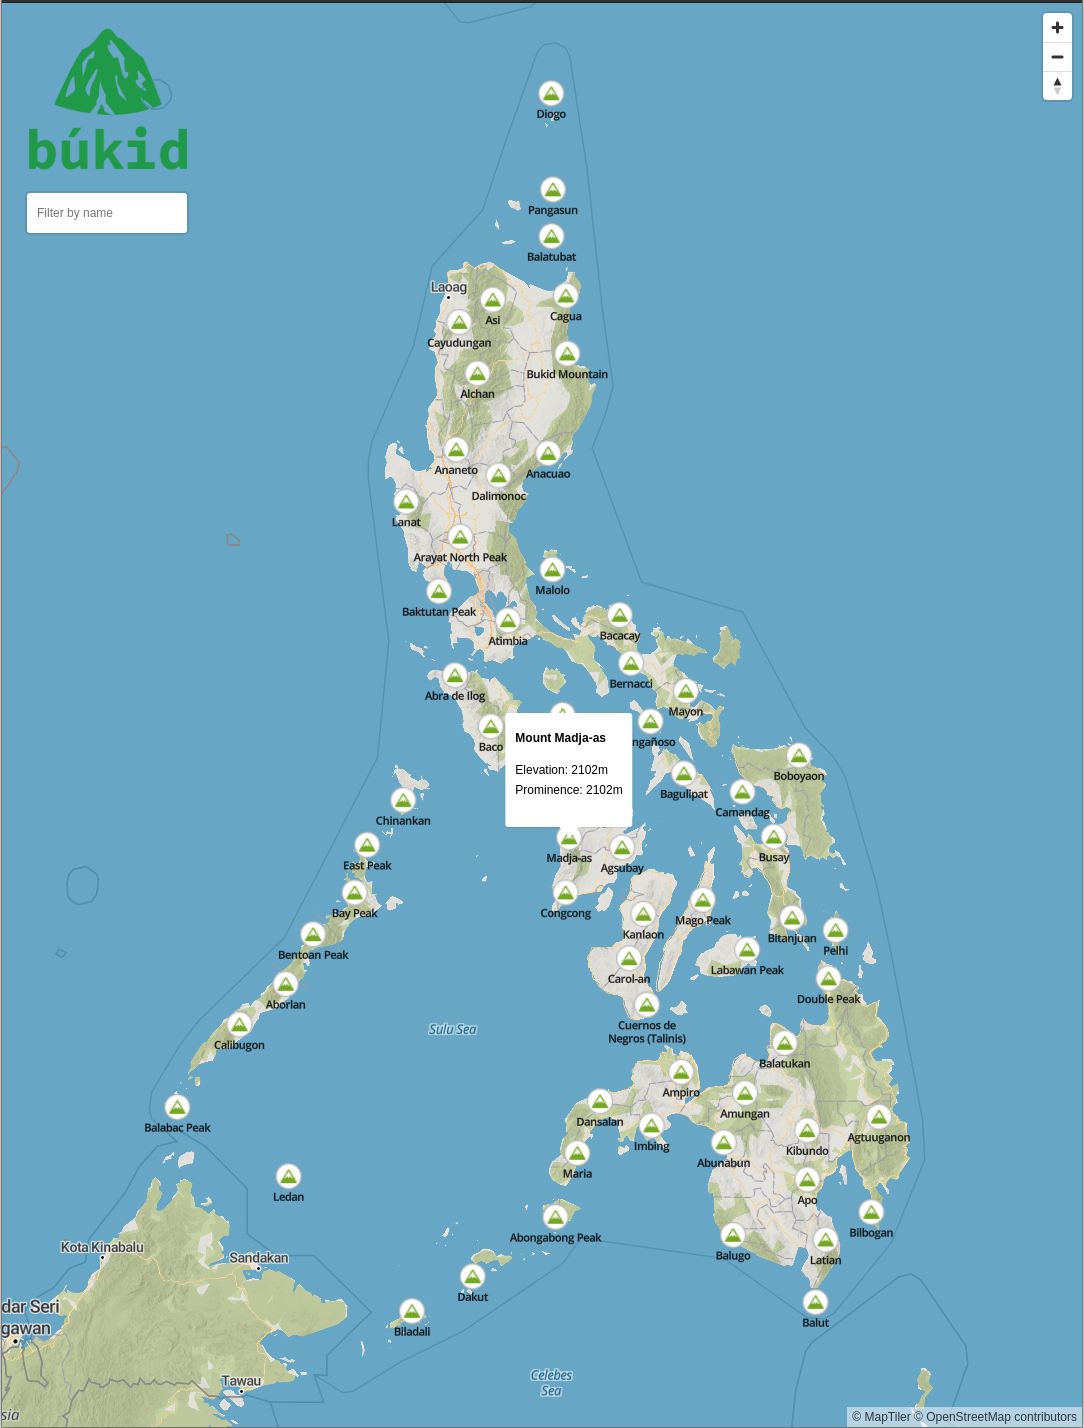 búkid
Filter by name
Diogo
Pangasun
Balatubat
Laoag
Asi
Cagua
Cayudungan
Bukid Mountain
Alchan
Ananeto
Anacuao
Dalimonoc
Lanat
Arayat North Peak
Malolo
Baktutan Peak
Atimbia
Bacacay
Abra de Ilog
Bernacci
Mayon
Baco
ngañoso
Mount Madja-as
Elevation: 2102m
Prominence: 2102m
Boboyaon
Bagulipat
Camandag
Chinankan
Madja-as
Busay
East Peak
Agsubay
Bay Peak
Congcong
Mago Peak
Kanlaon
Bitanjuan
Pelhi
Bentoan Peak
Labawan Peak
Carol-an
Double Peak
Aborlan
Cuernos de
Negros (Talinis)
Sulu Sea
Calibugon
Balatukan
Ampiro
Amungan
Dansalan
Balabac Peak
Agtuuganon
Imbing
Kibundo
Abunabun
Maria
Ledan
Apo
Bilbogan
Abongabong Peak
Kota Kinabalu
Sandakan
Balugo
Latian
Dakut
dar Seri
gawan
Balut
Biladali
Tawau
Celebes
Sea
sia
© MapTiler © OpenStreetMap contributors